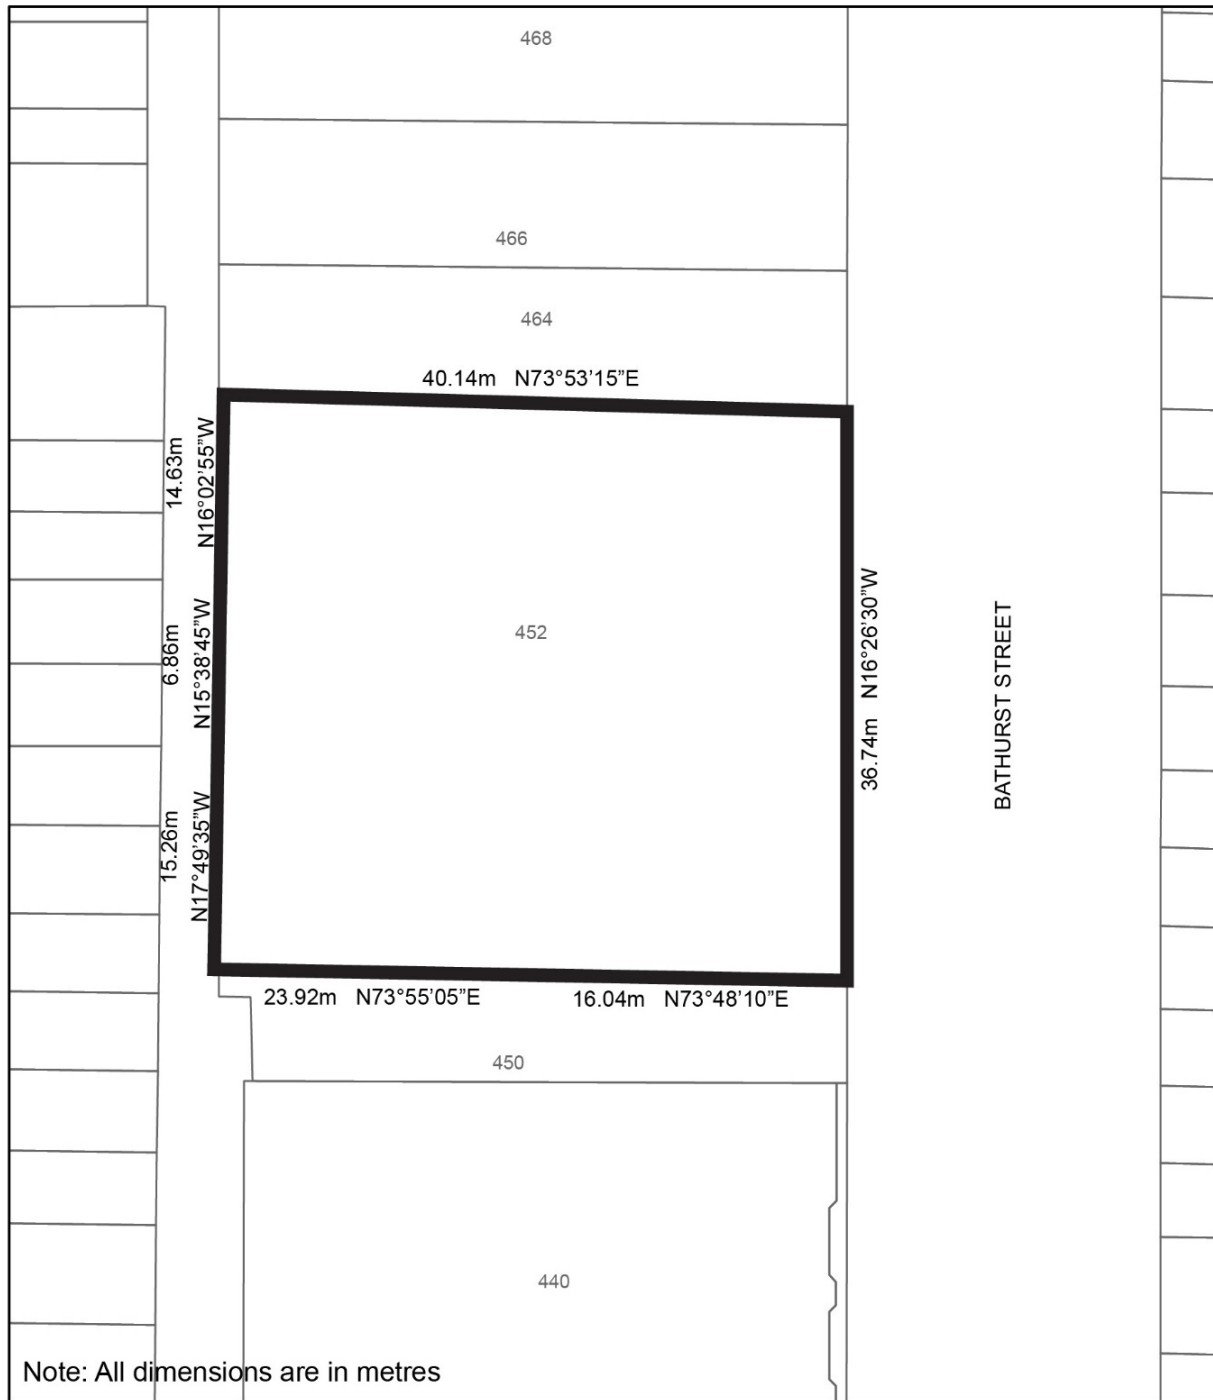 468
466
464
40.14m N73°53’15”E
14.63m
N16°02’55”W
6.86m
N15°38’45”W
452
36.74m N16°26’30”W
BATHURST STREET
15.26m
N17°49’35”W
23.92m N73°55’05”E
16.04m N73°48’10”E
450
440
Note: All dimensions are in metres